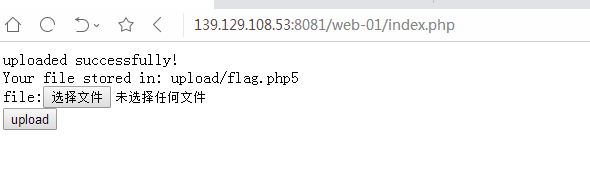 139.129.108.53:8081/web-01/index.php
uploaded successfully!
Your file stored in: upload/flag.php5
file: 选择文件 未选择任何文件
upload